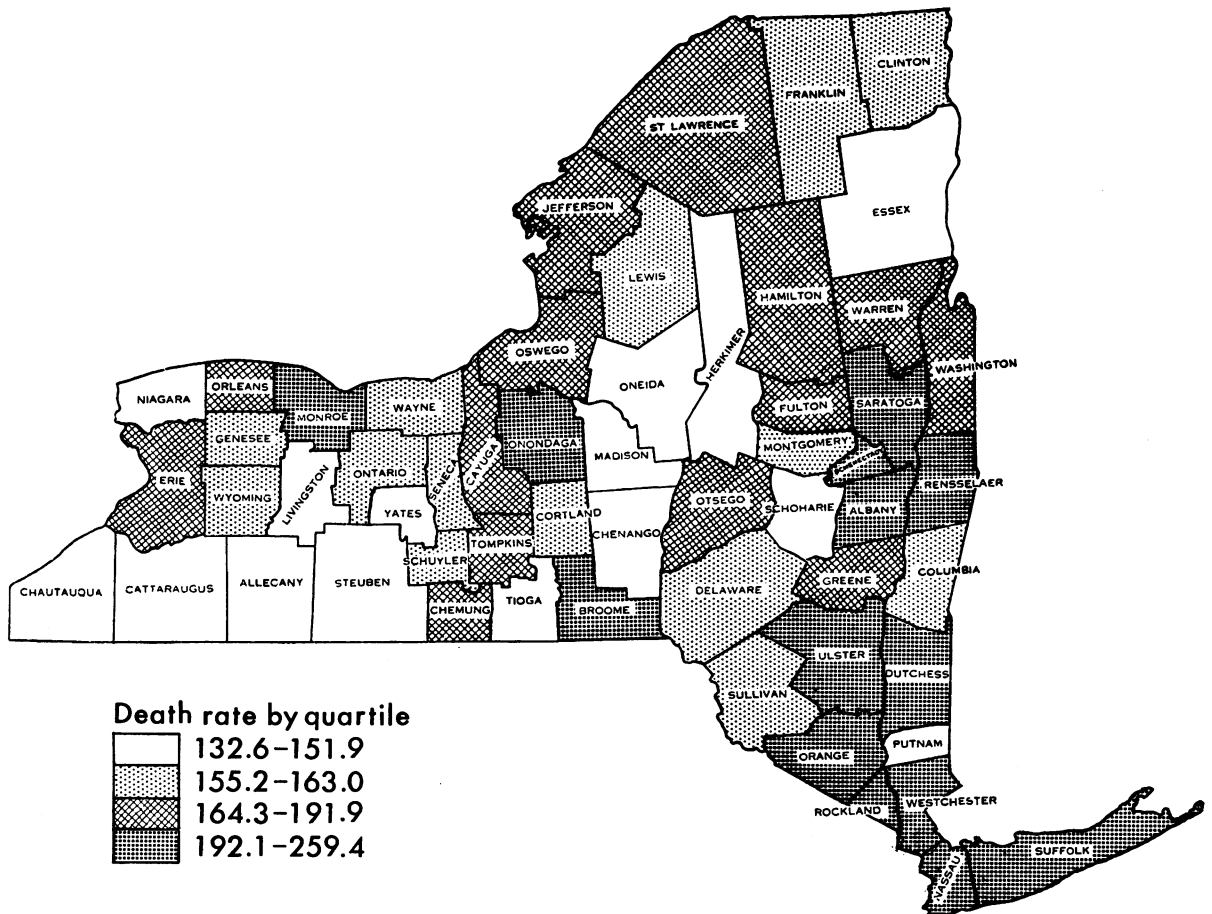 CLINTON
FRANKLIN
ST LAWRENCE
ESSEX
JEFFERSON
LEWIS
HAMILTON
WARREN
HERKIMER
OSWEGO
WASHINGTON
ONEIDA
ORLEANS
NIAGARA
MONROE
WAYNE
FULTON
SARATOGA
GENESEE
ONONDAGA
MONTGOMERY
MADISON
CAYUGA
ONTARIO
SENECA
ERIE
WYOMING
LIVINGSTON
RENSSELAER
OTSEGO
SCHOHARIE
ALBANY
YATES
CORTLAND
CHENANGO
TOMPKINS
SCHUYLER
COLUMBIA
GREENE
CHAUTAUQUA
CATTARAUGUS
ALLECANY
STEUBEN
DELAWARE
TIOGA
CHEMUNG
BROOME
ULSTER
DUTCHESS
SULLIVAN
PUTNAM
ORANGE
ROCKLAND
WESTCHESTER
SUFFOLK
NASSAU
Death rate by quartile
132.6-151.9
155.2-163.0
164.3-191.9
192.1-259.4